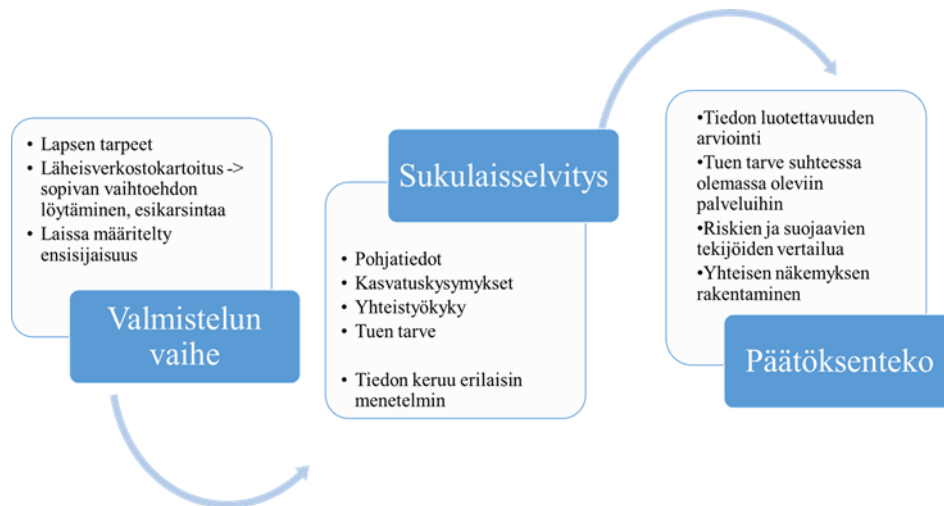 • Lapsen tarpeet
• Läheisverkostokartoitus ->
sopivan vaihtoehdon
löytäminen, esikarsintaa
• Laissa määritelty
ensisijaisuus
Valmistelun
vaihe
Sukulaisselvitys
• Pohjatiedot
• Kasvatuskysymykset
• Yhteistyökyky
• Tuen tarve
• Tiedon keruu erilaisin
menetelmin
•Tiedon luotettavuuden
arviointi
•Tuen tarve suhteessa
olemassa oleviin
palveluihin
•Riskien ja suojaavien
tekijöiden vertailua
•Yhteisen näkemyksen
rakentaminen
Päätöksenteko